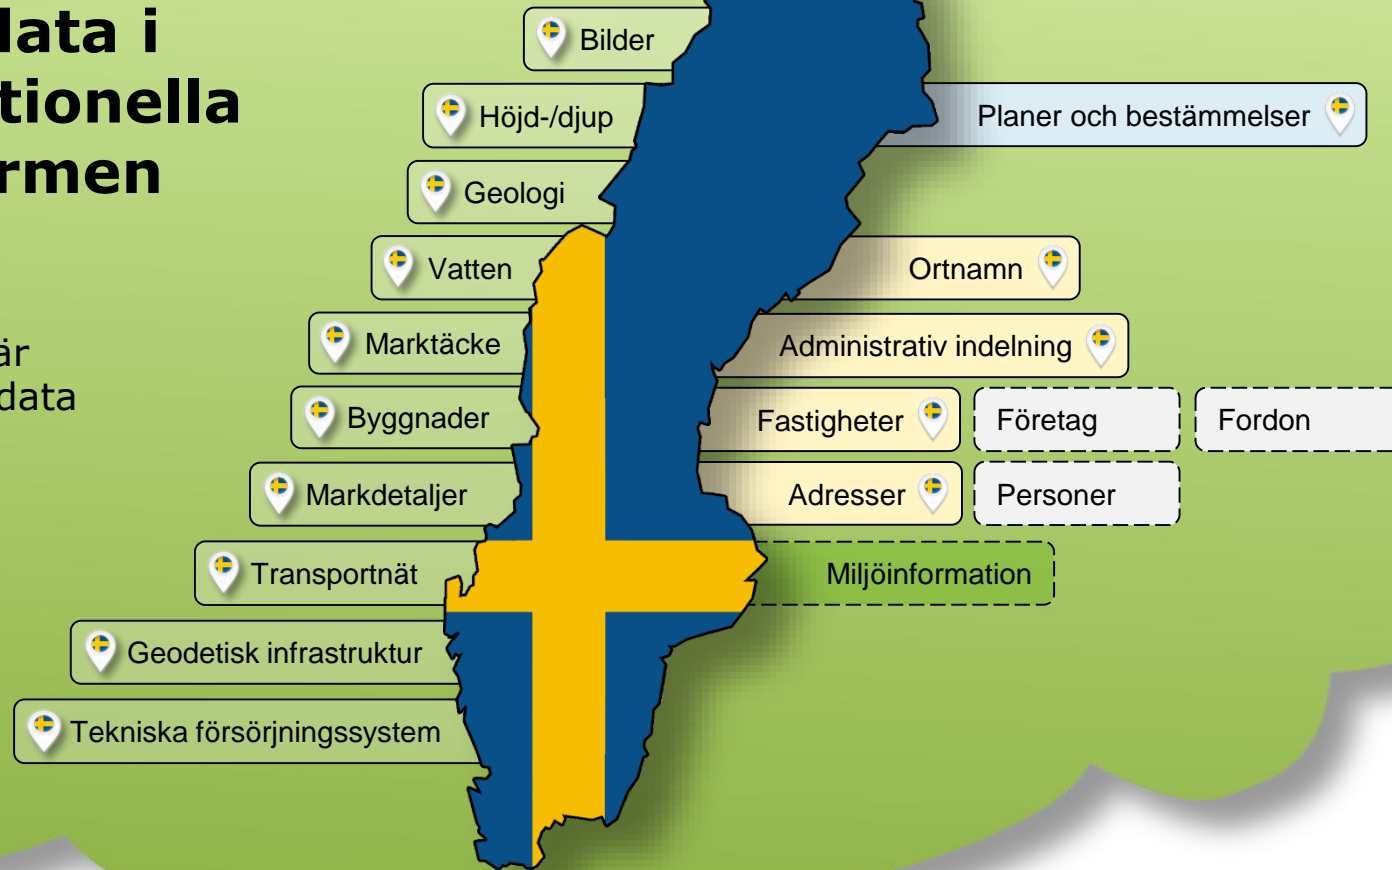 data i
tionella
rmen
är
data
Bilder
Höjd-/djup
Geologi
Vatten
Marktäcke
Byggnader
Markdetaljer
Transportnät
Geodetisk infrastruktur
Tekniska försörjningssystem
Planer och bestämmelser
Ortnamn
Administrativ indelning
Fastigheter
Företag
Fordon
Adresser
Personer
Miljöinformation